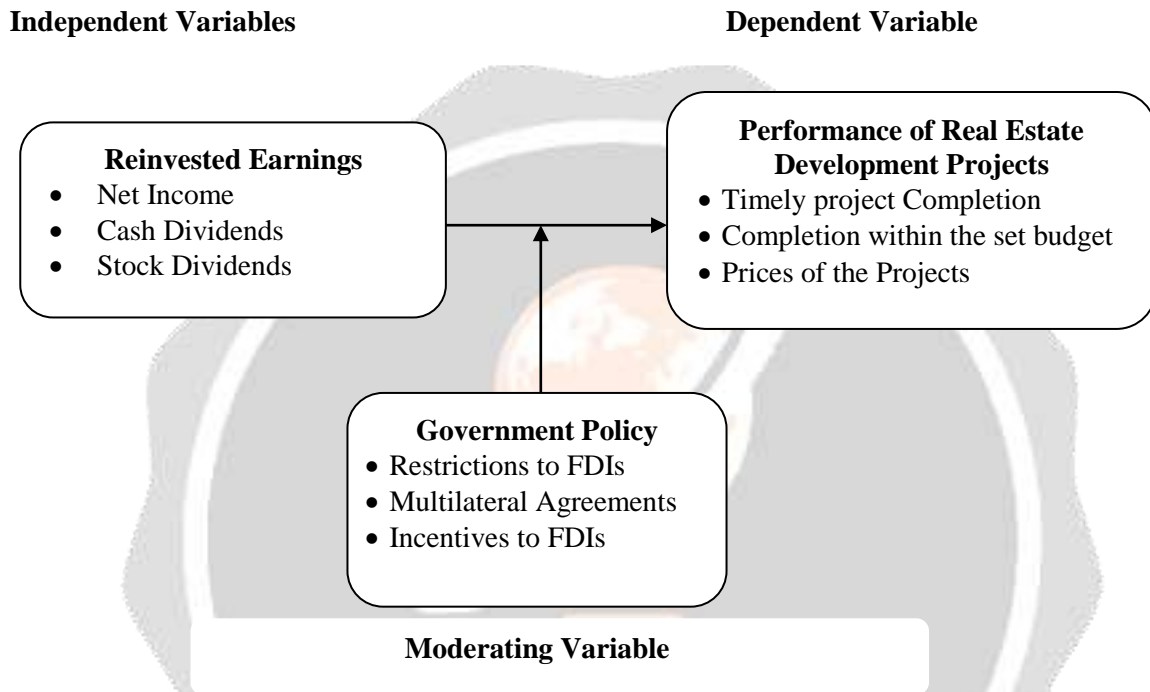 Independent Variables
Dependent Variable
Reinvested Earnings
• Net Income
• Cash Dividends
• Stock Dividends
Performance of Real Estate
Development Projects
• Timely project Completion
• Completion within the set budget
• Prices of the Projects
Government Policy
• Restrictions to FDIs
• Multilateral Agreements
• Incentives to FDIs
Moderating Variable